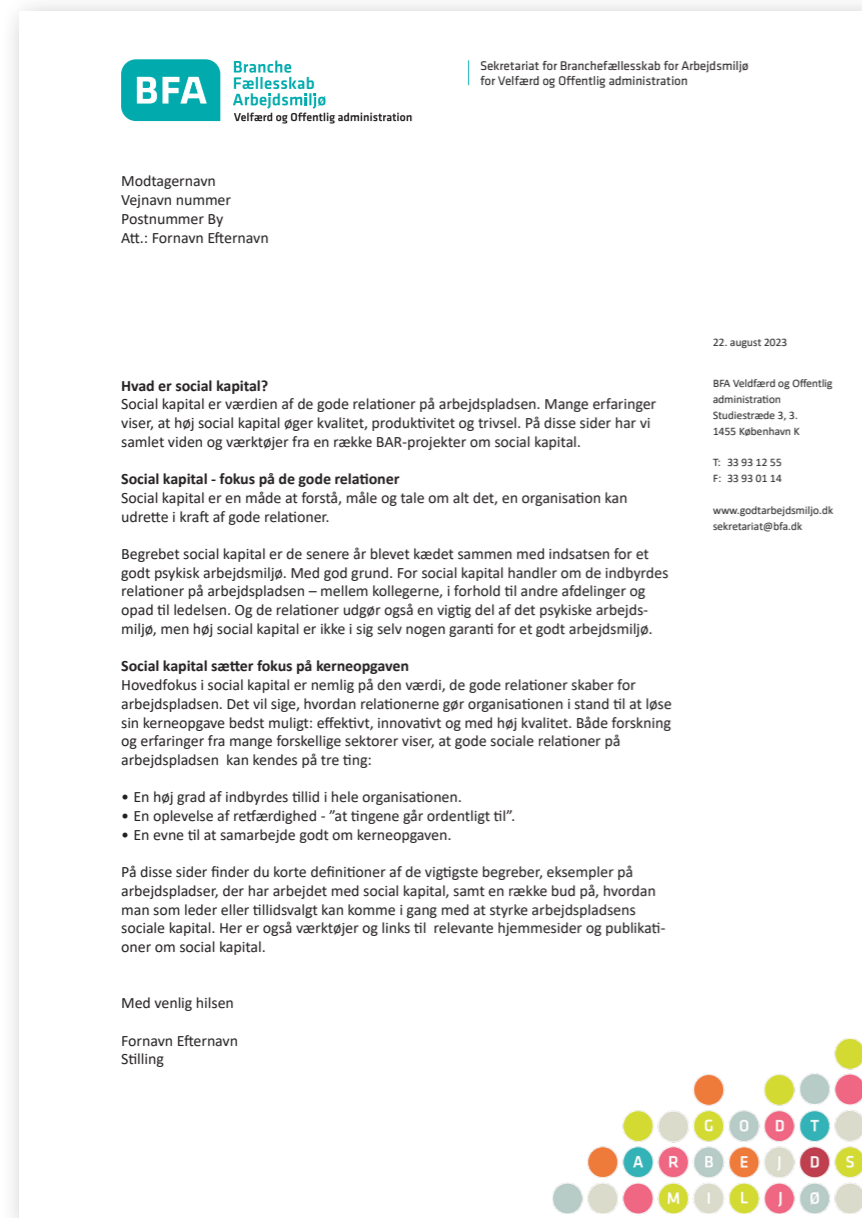 BFA
Branche
Fællesskab
Arbejdsmiljø
Velfærd og Offentlig administration
Sekretariat for Branchefællesskab for Arbejdsmiljø
for Velfærd og Offentlig administration
Modtagernavn
Vejnavn nummer
Postnummer By
Att.: Fornavn Efternavn
22. august 2023
BFA Veldfærd og Offentlig
administration
Studiestræde 3, 3.
1455 København K
T: 33 93 12 55
F: 33 93 01 14
www.godtarbejdsmiljo.dk
sekretariat@bfa.dk
Hvad er social kapital?
Social kapital er værdien af de gode relationer på arbejdspladsen. Mange erfaringer
viser, at høj social kapital øger kvalitet, produktivitet og trivsel. På disse sider har vi
samlet viden og værktøjer fra en række BAR-projekter om social kapital.
Social kapital - fokus på de gode relationer
Social kapital er en måde at forstå, måle og tale om alt det, en organisation kan
udrette i kraft af gode relationer.
Begrebet social kapital er de senere år blevet kædet sammen med indsatsen for et
godt psykisk arbejdsmiljø. Med god grund. For social kapital handler om de indbyrdes
relationer på arbejdspladsen – mellem kollegerne, i forhold til andre afdelinger og
opad til ledelsen. Og de relationer udgør også en vigtig del af det psykiske arbejds-
miljø, men høj social kapital er ikke i sig selv nogen garanti for et godt arbejdsmiljø.
Social kapital sætter fokus på kerneopgaven
Hovedfokus i social kapital er nemlig på den værdi, de gode relationer skaber for
arbejdspladsen. Det vil sige, hvordan relationerne gør organisationen i stand til at løse
sin kerneopgave bedst muligt: effektivt, innovativt og med høj kvalitet. Både forskning
og erfaringer fra mange forskellige sektorer viser, at gode sociale relationer på
arbejdspladsen kan kendes på tre ting:
• En høj grad af indbyrdes tillid i hele organisationen.
• En oplevelse af retfærdighed - ”at tingene går ordentligt til”.
• En evne til at samarbejde godt om kerneopgaven.
På disse sider finder du korte definitioner af de vigtigste begreber, eksempler på
arbejdspladser, der har arbejdet med social kapital, samt en række bud på, hvordan
man som leder eller tillidsvalgt kan komme i gang med at styrke arbejdspladsens
sociale kapital. Her er også værktøjer og links til relevante hjemmesider og publikati-
oner om social kapital.
Med venlig hilsen
Fornavn Efternavn
Stilling
GODT
ARBEJDS
MILJØ